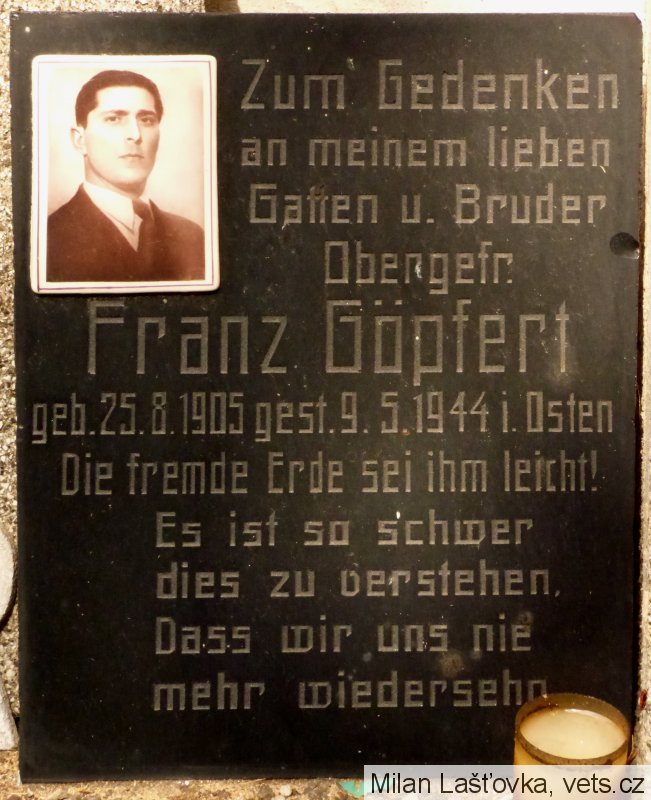 Zum Gedenken
an meinem lieben
Gatten u. Bruder
Obergefr.
Franz Göpfert
geb. 25.8.1905 gest. 9.5.1944 i. Osten
Die fremde Erde sei ihm leicht!
Es ist so schwer
dies zu verstehen,
Dass wir uns nie
mehr wiedersehn.
Milan Lašťovka, vets.cz